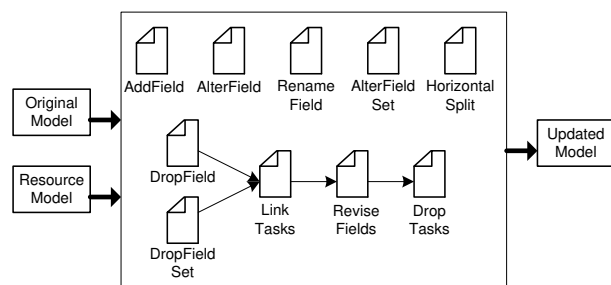 AddField
AlterField
Rename
Field
AlterField
Set
Horizontal
Split
Original
Model
Resource
Model
DropField
DropField
Set
Link
Tasks
Revise
Fields
Drop
Tasks
Updated
Model